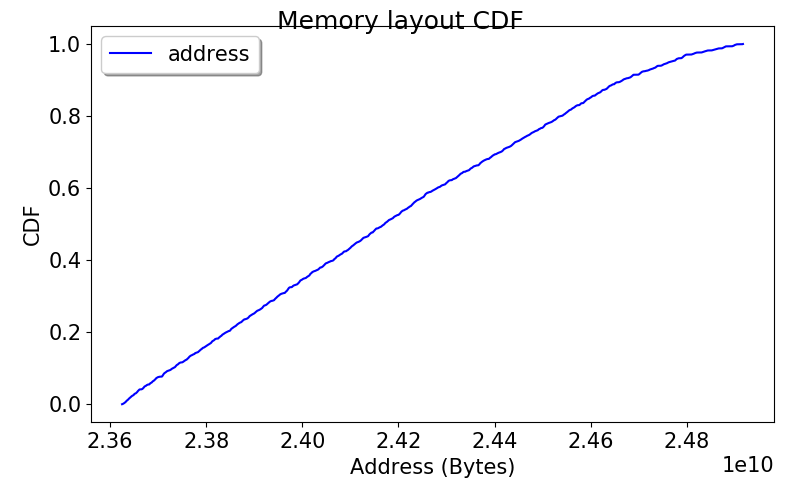 Memory layout CDF
address
1.0
0.8
0.6
0.4
0.2
0.0
CDF
2.36 2.38 2.40 2.42 2.44 2.46 2.48
1e10
Address (Bytes)